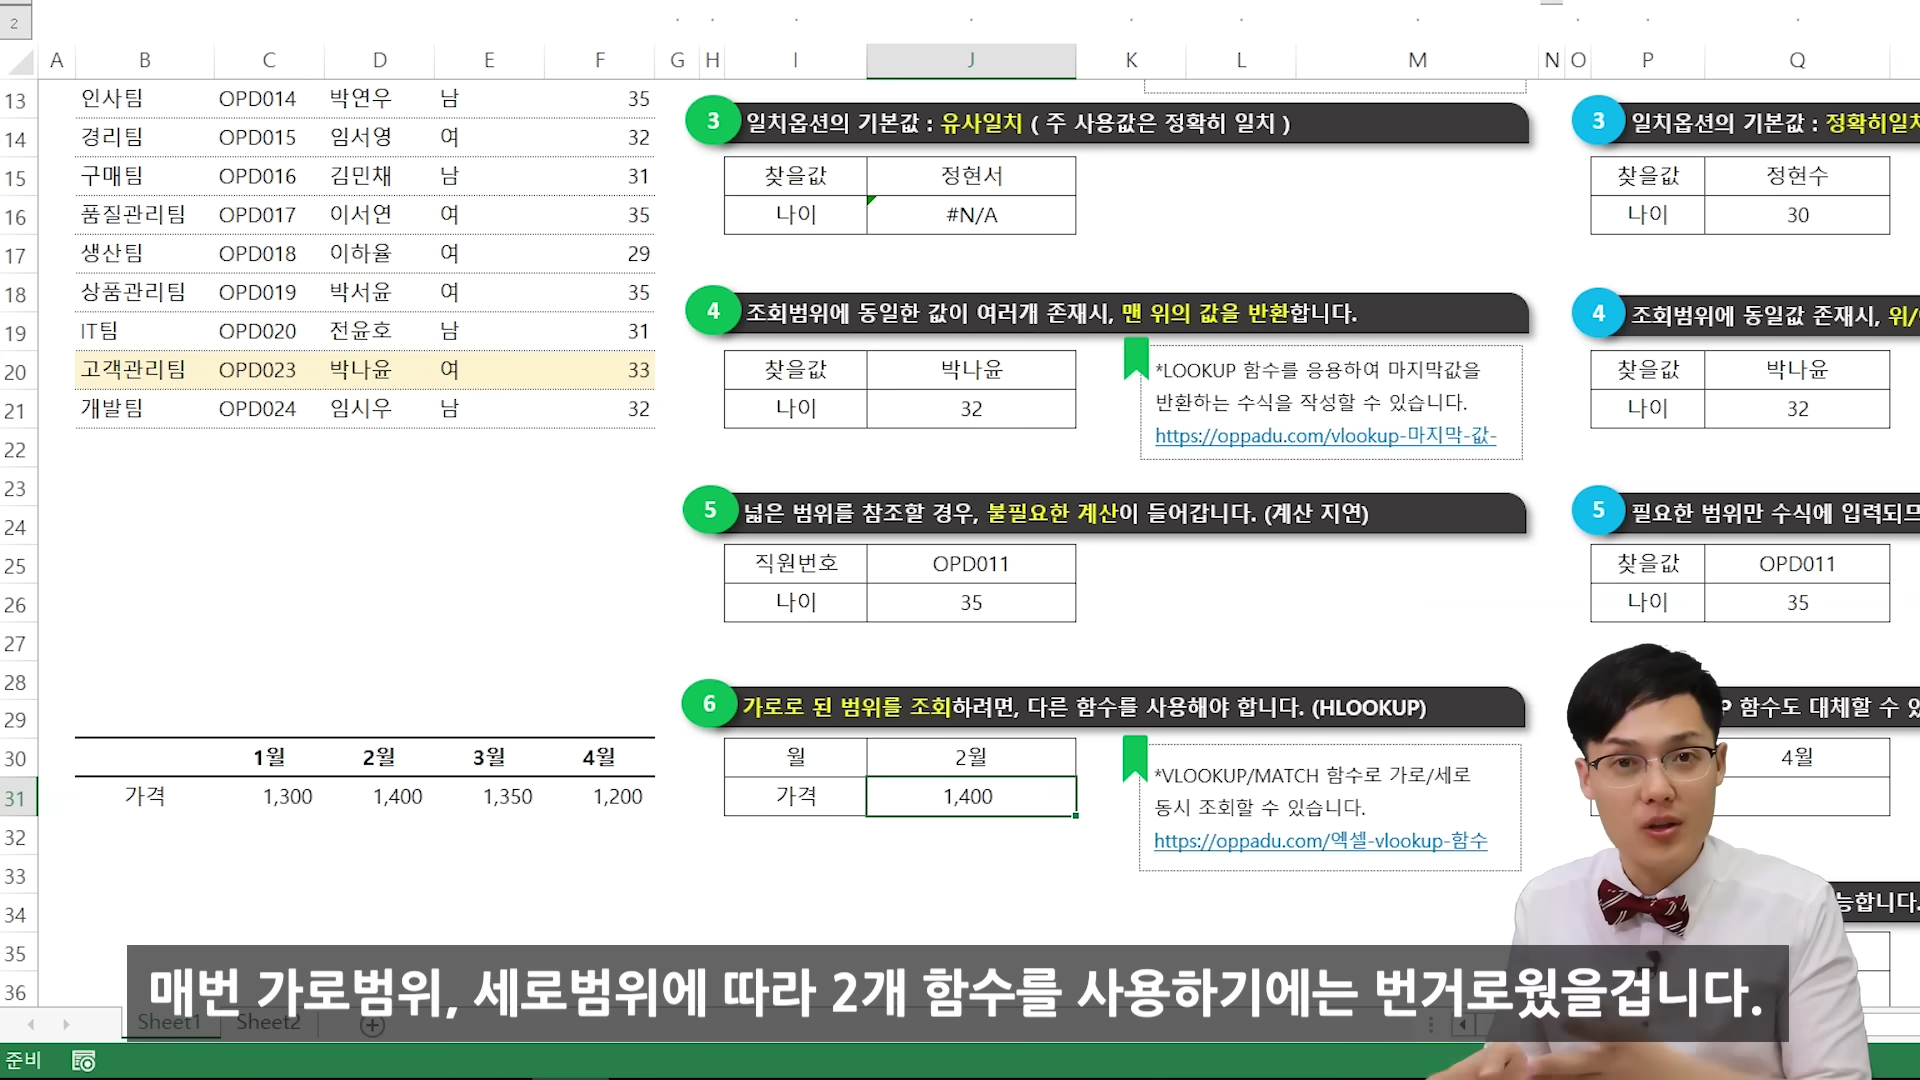 2
A B C D E F G H I J K L M N O P Q
13 인사팀 OPD014 박연우 남 35
14 경리팀 OPD015 임서영 여 32
15 구매팀 OPD016 김민채 남 31
16 품질관리팀 OPD017 이서연 여 35
17 생산팀 OPD018 이하율 여 29
18 상품관리팀 OPD019 박서윤 여 35
19 IT팀 OPD020 전윤호 남 31
20 고객관리팀 OPD023 박나윤 여 33
21 개발팀 OPD024 임시우 남 32
22
23
24
25
26
27
28
29
30 1월 2월 3월 4월
31 가격 1,300 1,400 1,350 1,200
32
33
34
35
36
3 일치옵션의 기본값 : 유사일치 ( 주 사용값은 정확히 일치 )
찾을값 정현서
나이 #N/A
4 조회범위에 동일한 값이 여러개 존재시, 맨 위의 값을 반환합니다.
찾을값 박나윤
나이 32
*LOOKUP 함수를 응용하여 마지막값을
반환하는 수식을 작성할 수 있습니다.
https://oppadu.com/vlookup-마지막-값-
5 넓은 범위를 참조할 경우, 불필요한 계산이 들어갑니다. (계산 지연)
직원번호 OPD011
나이 35
6 가로로 된 범위를 조회하려면, 다른 함수를 사용해야 합니다. (HLOOKUP)
월 2월
가격 1,400
*VLOOKUP/MATCH 함수로 가로/세로
동시 조회할 수 있습니다.
https://oppadu.com/엑셀-vlookup-함수
3 일치옵션의 기본값 : 정확히일치
찾을값 정현수
나이 30
4 조회범위에 동일값 존재시, 위/
찾을값 박나윤
나이 32
5 필요한 범위만 수식에 입력되므
찾을값 OPD011
나이 35
P 함수도 대체할 수 있
4월
능합니다.
매번 가로범위, 세로범위에 따라 2개 함수를 사용하기에는 번거로웠을겁니다.
Sheet1 Sheet2
준비